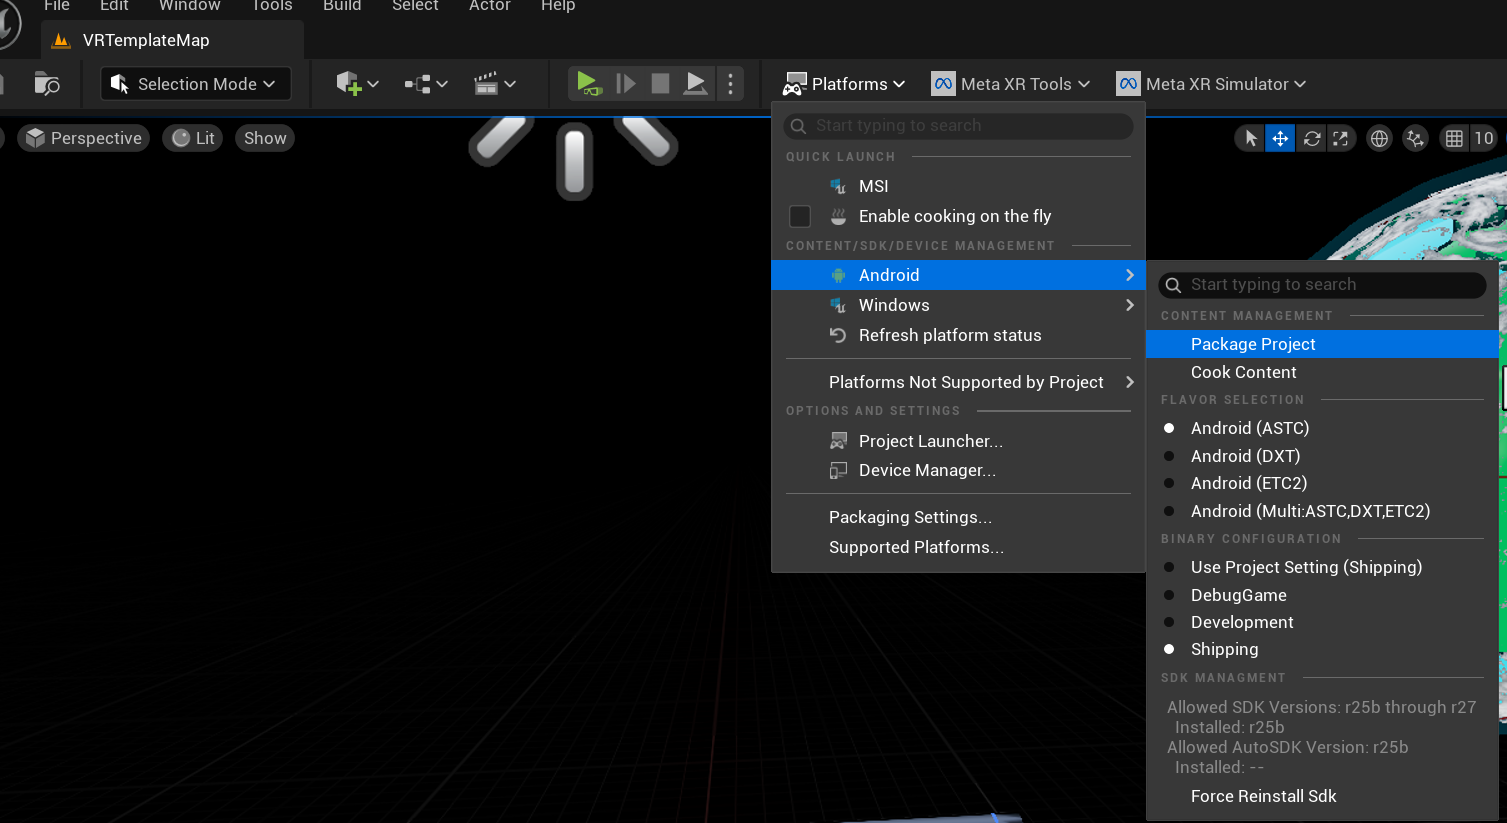 File Edit Window Tools Build Select Actor Help
VRTemplateMap
Selection Mode Platforms Meta XR Tools Meta XR Simulator
Perspective Lit Show 10
Start typing to search
QUICK LAUNCH
MSI
Enable cooking on the fly
CONTENT/SDK/DEVICE MANAGEMENT
Android
Windows
Refresh platform status
Platforms Not Supported by Project
OPTIONS AND SETTINGS
Project Launcher...
Device Manager...
Packaging Settings...
Supported Platforms...
Start typing to search
CONTENT MANAGEMENT
Package Project
Cook Content
FLAVOR SELECTION
Android (ASTC)
Android (DXT)
Android (ETC2)
Android (Multi:ASTC,DXT,ETC2)
BINARY CONFIGURATION
Use Project Setting (Shipping)
DebugGame
Development
Shipping
SDK MANAGMENT
Allowed SDK Versions: r25b through r27
Installed: r25b
Allowed AutoSDK Version: r25b
Installed: --
Force Reinstall Sdk